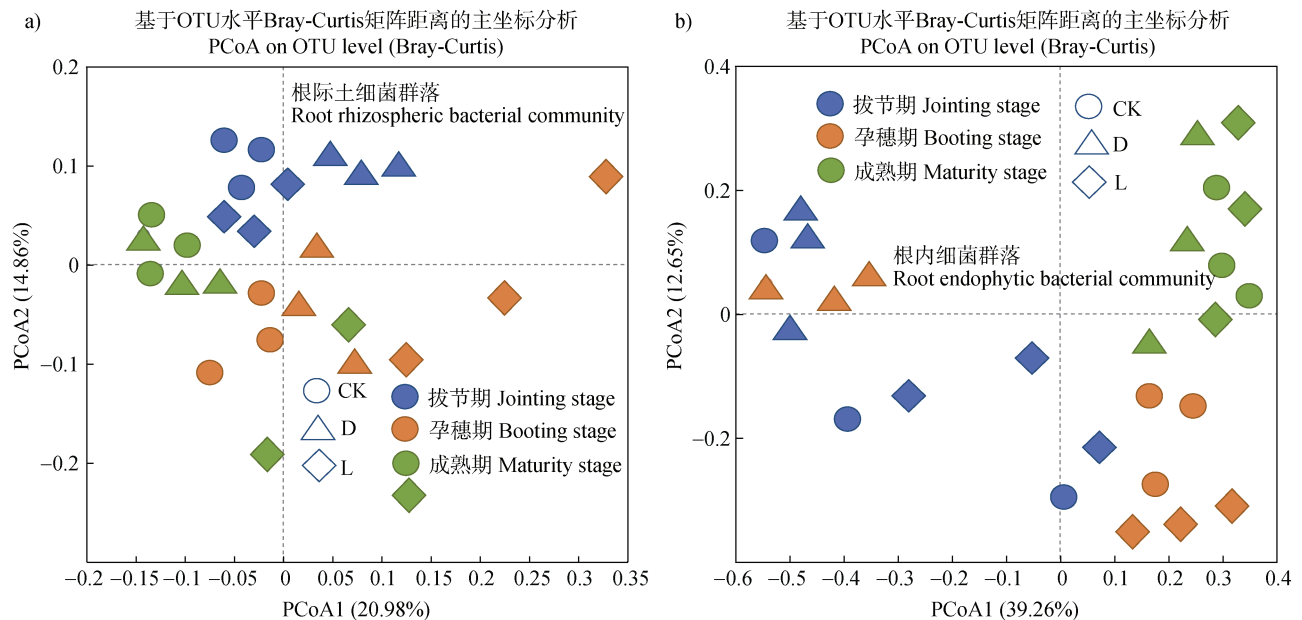 a)
基于OTU水平Bray-Curtis矩阵距离的主坐标分析
PCoA on OTU level (Bray-Curtis)
0.2
0.1
0
−0.1
−0.2
PCoA2 (14.86%)
根际土细菌群落
Root rhizospheric bacterial community
CK
D
L
拔节期 Jointing stage
孕穗期 Booting stage
成熟期 Maturity stage
−0.2 −0.15 −0.1 −0.05 0 0.05 0.1 0.15 0.2 0.25 0.3 0.35
PCoA1 (20.98%)
b)
基于OTU水平Bray-Curtis矩阵距离的主坐标分析
PCoA on OTU level (Bray-Curtis)
0.4
0.2
0
−0.2
PCoA2 (12.65%)
拔节期 Jointing stage
孕穗期 Booting stage
成熟期 Maturity stage
CK
D
L
根内细菌群落
Root endophytic bacterial community
−0.6 −0.5 −0.4 −0.3 −0.2 −0.1 0 0.1 0.2 0.3 0.4
PCoA1 (39.26%)